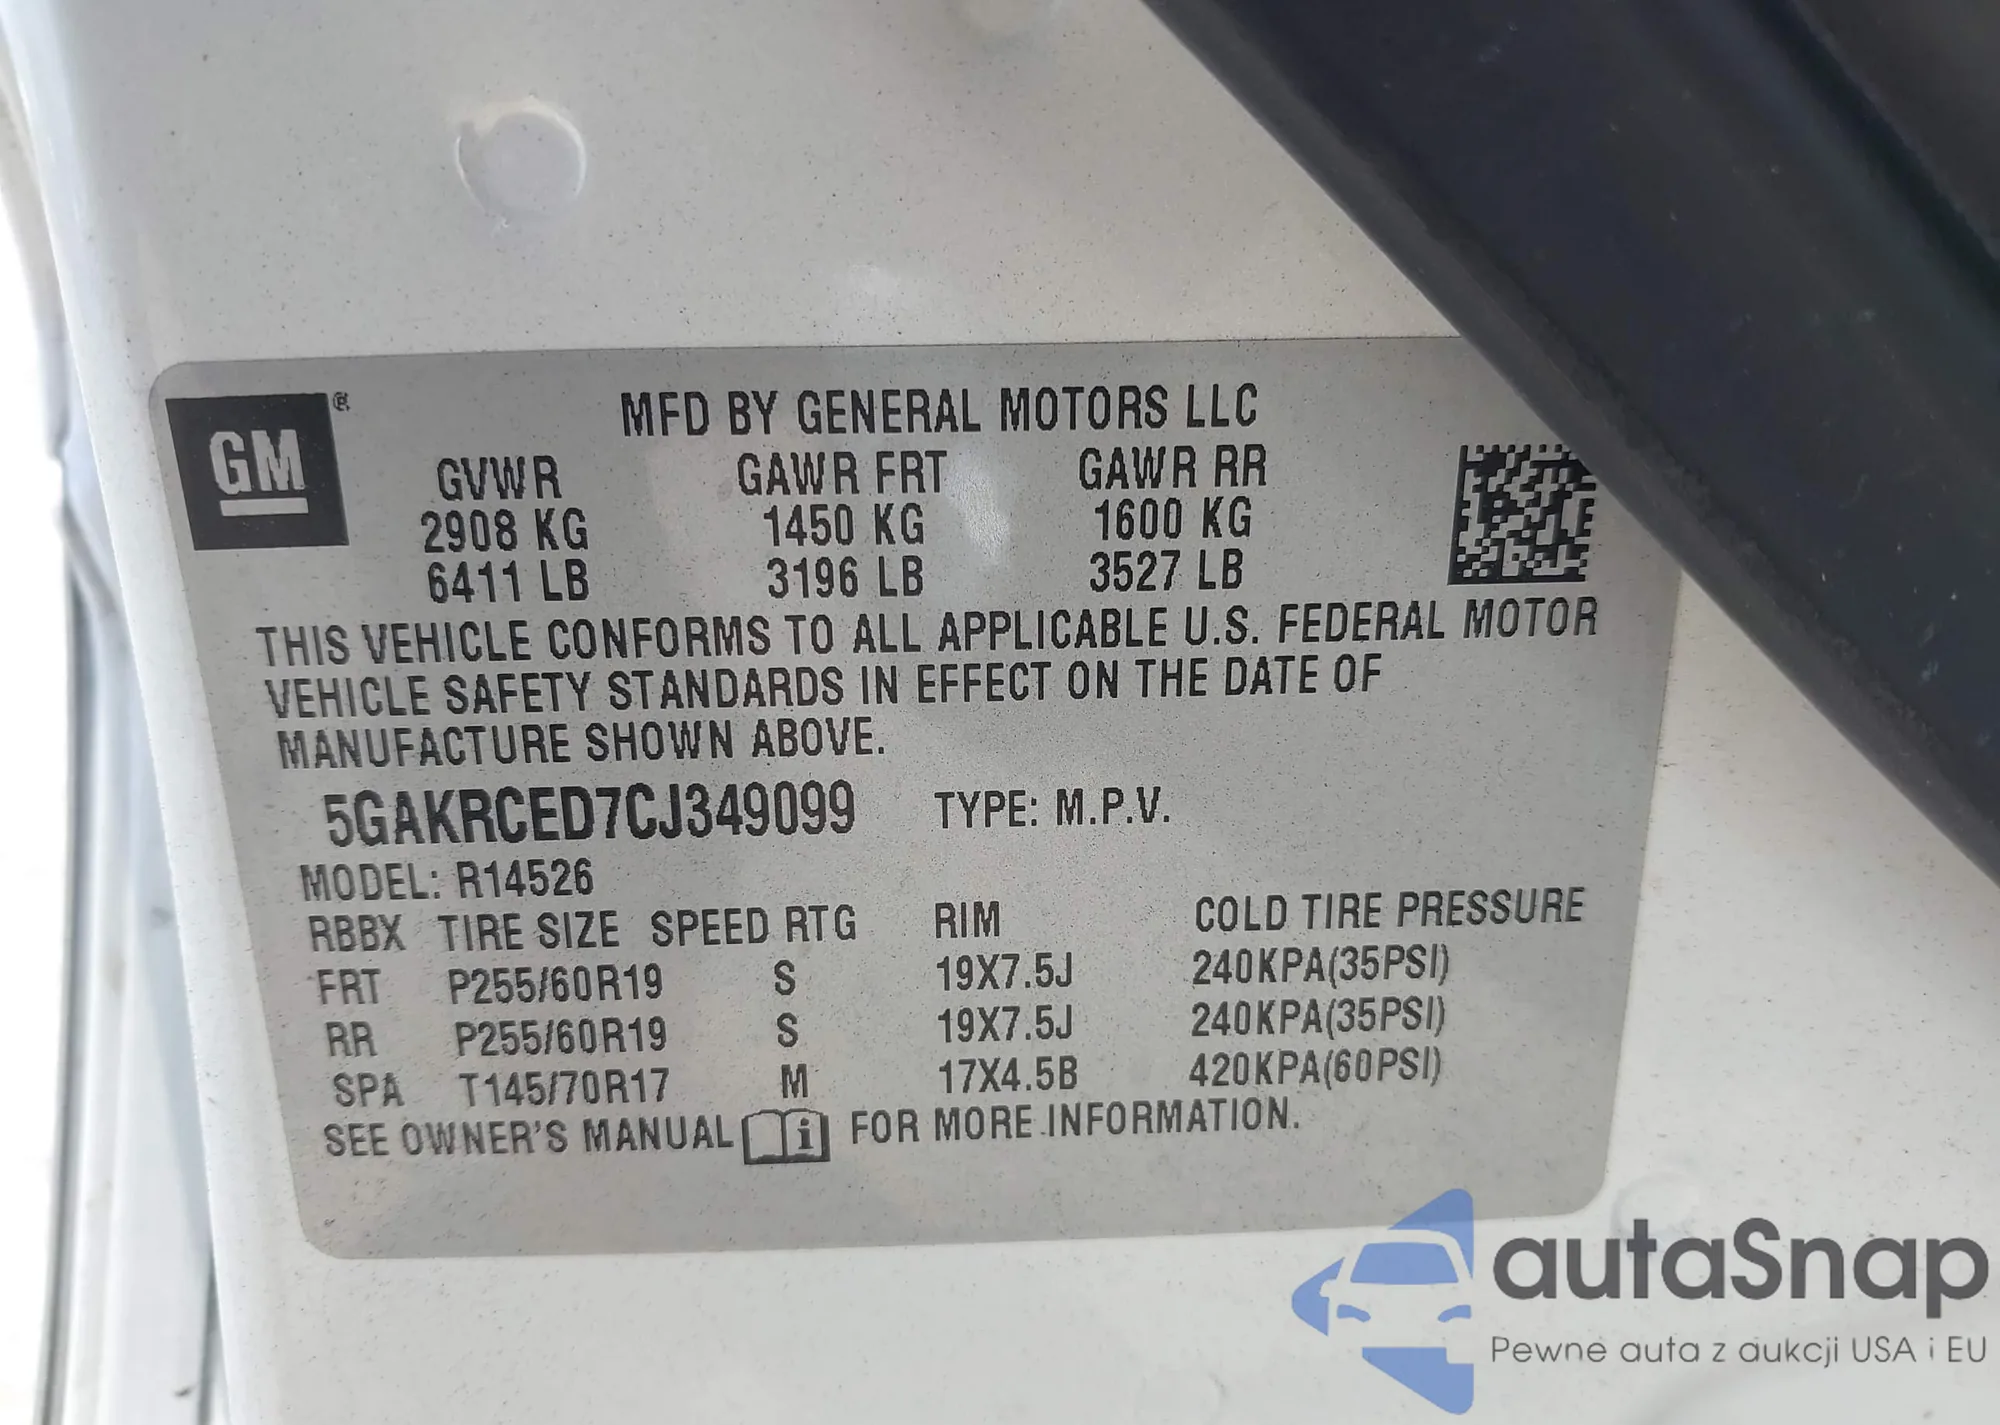 MFD BY GENERAL MOTORS LLC
GM ®
GVWR GAWR FRT GAWR RR
2908 KG 1450 KG 1600 KG
6411 LB 3196 LB 3527 LB
THIS VEHICLE CONFORMS TO ALL APPLICABLE U.S. FEDERAL MOTOR
VEHICLE SAFETY STANDARDS IN EFFECT ON THE DATE OF
MANUFACTURE SHOWN ABOVE.
5GAKRCED7CJ349099 TYPE: M.P.V.
MODEL: R14526
RBBX TIRE SIZE SPEED RTG RIM COLD TIRE PRESSURE
FRT P255/60R19 S 19X7.5J 240KPA(35PSI)
RR P255/60R19 S 19X7.5J 240KPA(35PSI)
SPA T145/70R17 M 17X4.5B 420KPA(60PSI)
SEE OWNER'S MANUAL i FOR MORE INFORMATION.
autaSnap
Pewne auta z aukcji USA i EU